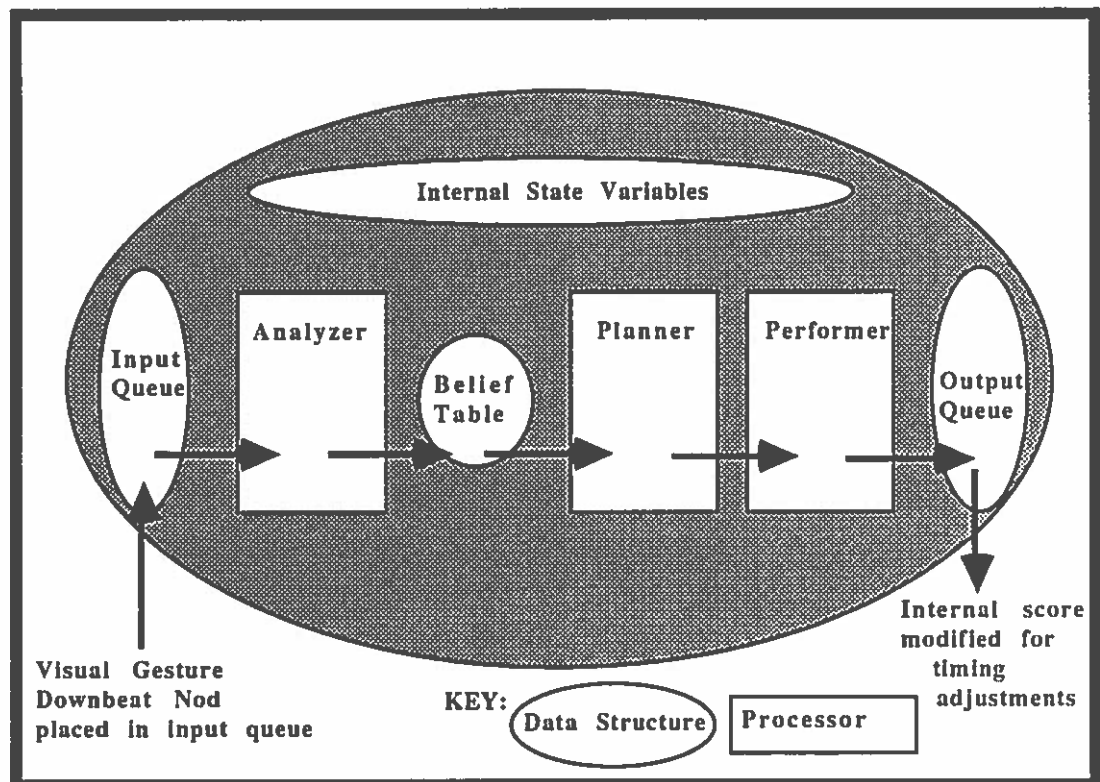 Internal State Variables
Input
Queue
Analyzer
Belief
Table
Planner
Performer
Output
Queue
Visual Gesture
Downbeat Nod
placed in input queue
Internal score
modified for
timing
adjustments
KEY:
Data Structure
Processor